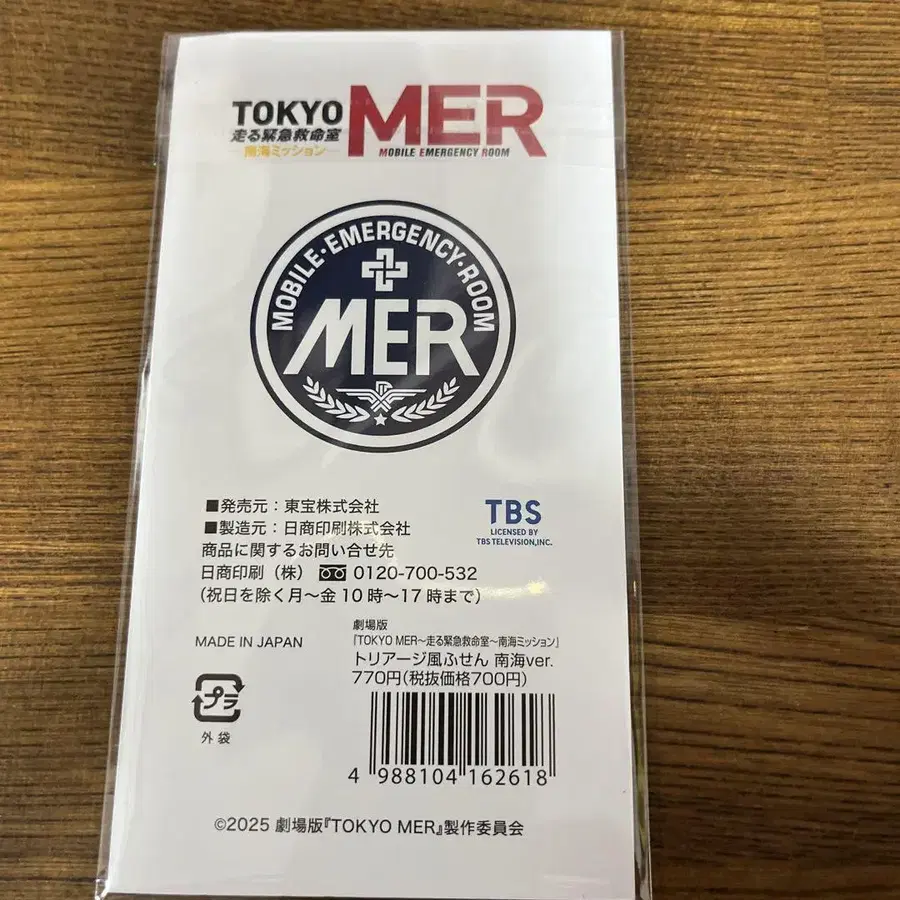 TOKYO MER
走る緊急救命室
南海ミッション
MOBILE EMERGENCY ROOM
MOBILE・EMERGENCY・ROOM
MER
■発売元：東宝株式会社
■製造元：日商印刷株式会社
商品に関するお問い合せ先
日商印刷（株） 0120-700-532
（祝日を除く月〜金10時〜17時まで）
TBS
LICENSED BY
TBS TELEVISION,INC.
MADE IN JAPAN
プラ
外袋
劇場版
「TOKYO MER〜走る緊急救命室〜南海ミッション」
トリアージ風ふせん 南海ver.
770円(税抜価格700円)
4 988104 162618
©2025 劇場版『TOKYO MER』製作委員会